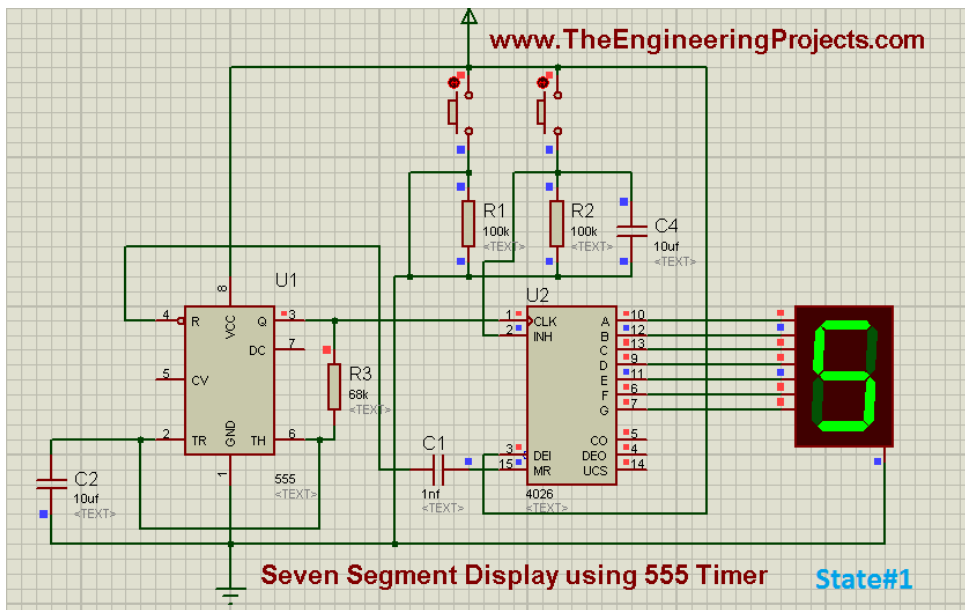 www.TheEngineeringProjects.com
R1
100k
<TEXT>
R2
100k
<TEXT>
C4
10uf
<TEXT>
U1
8
VCC
4
R
Q
3
DC
7
5
CV
R3
68k
<TEXT>
2
TR
GND
TH
6
1
555
<TEXT>
C2
10uf
<TEXT>
C1
1nf
<TEXT>
U2
1
CLK
2
INH
A
10
B
12
C
13
D
9
E
11
F
6
G
7
CO
5
3
DEI
DEO
4
15
MR
UCS
14
4026
<TEXT>
5
Seven Segment Display using 555 Timer
State#1